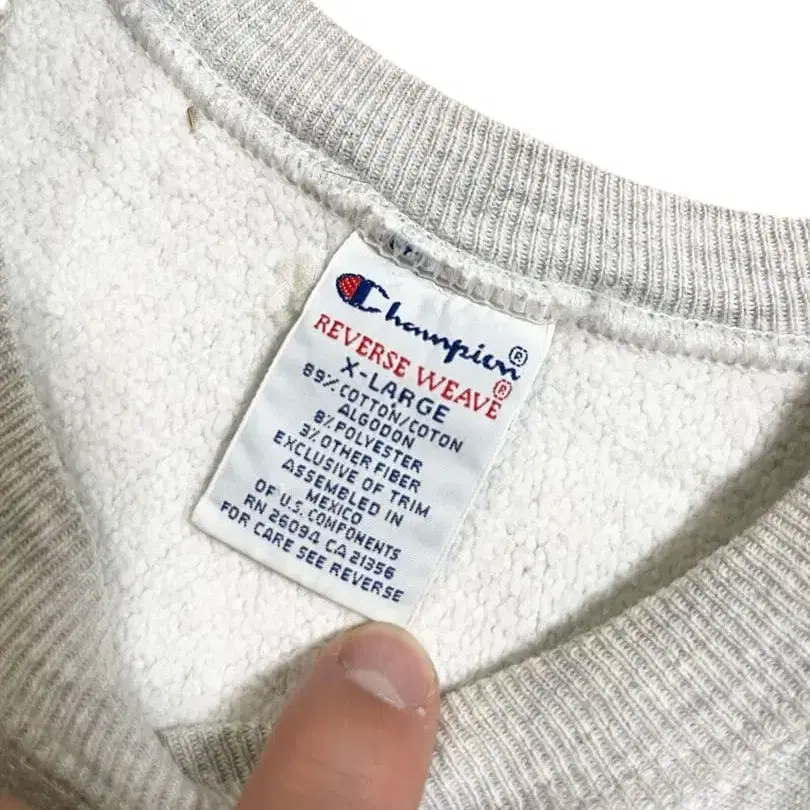 Champion®
REVERSE WEAVE®
X-LARGE
89% COTTON/COTON
ALGODON
8% POLYESTER
3% OTHER FIBER
EXCLUSIVE OF TRIM
ASSEMBLED IN
MEXICO
OF U.S. COMPONENTS
RN 26094 CA 21356
FOR CARE SEE REVERSE